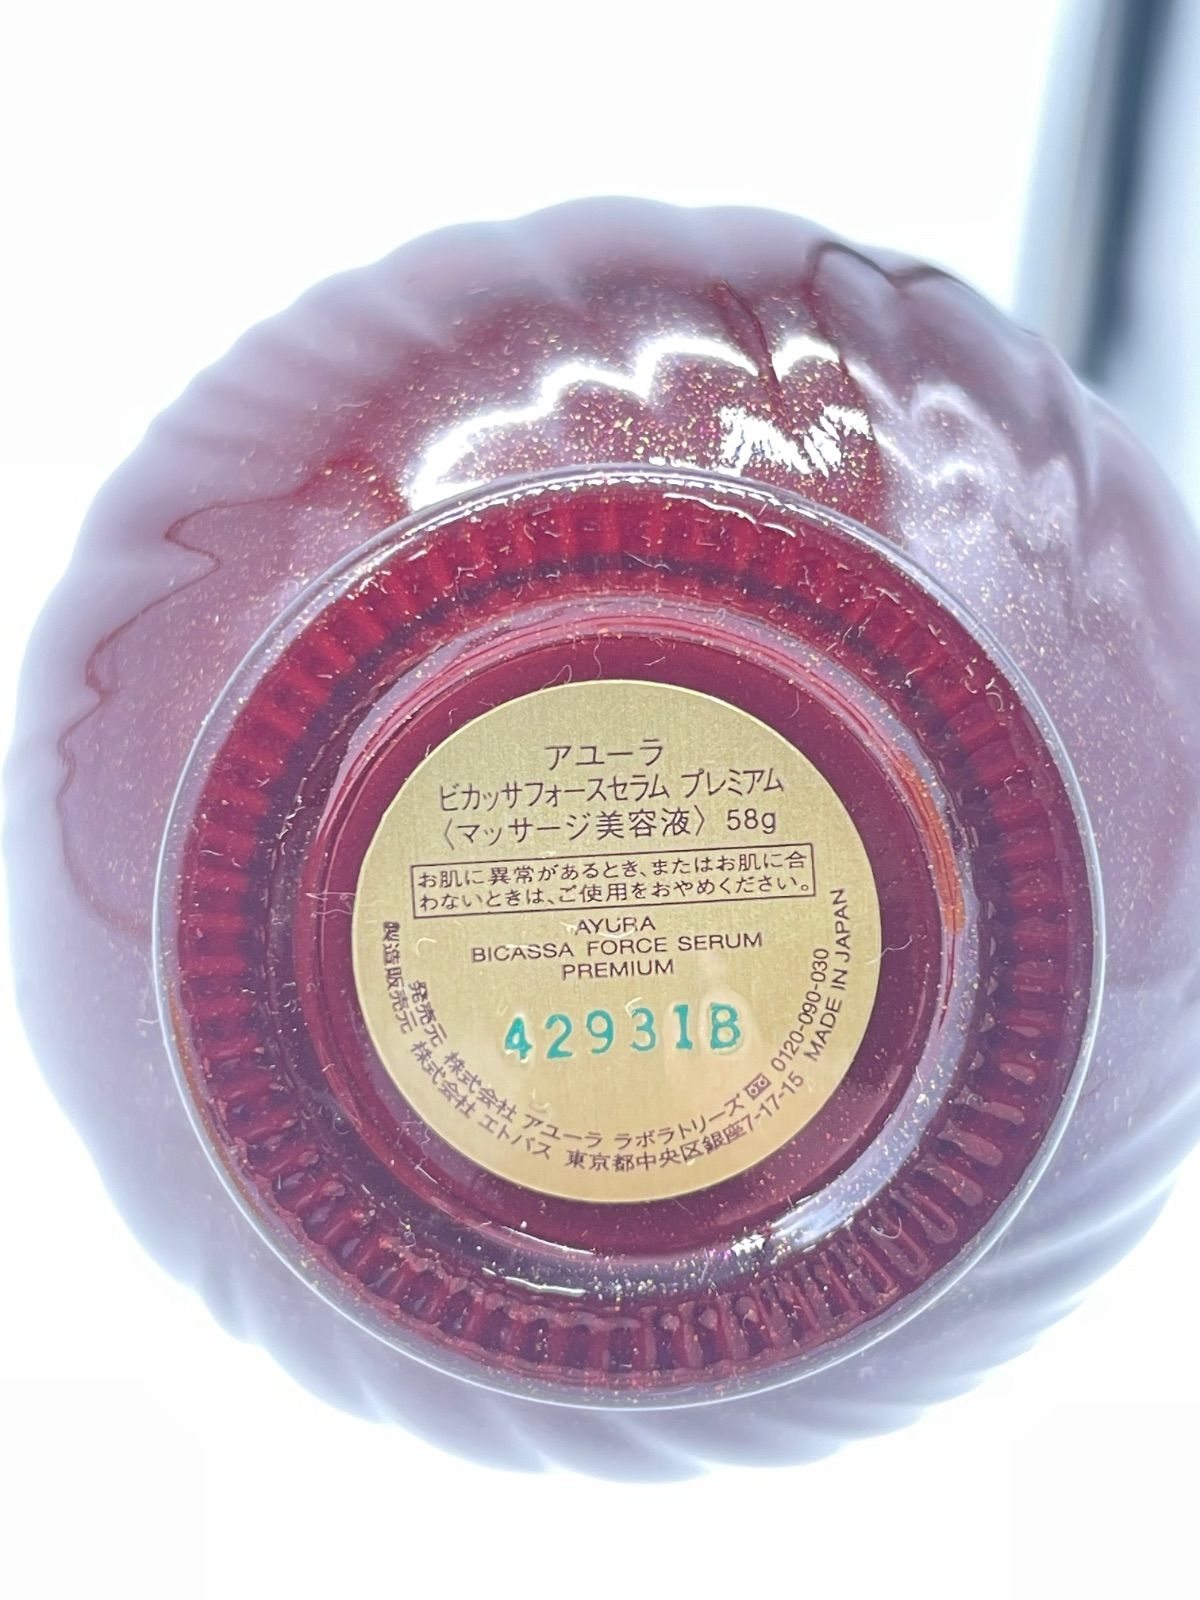 アユーラ
ビカッサフォースセラム プレミアム
〈マッサージ美容液〉58g
お肌に異常があるとき、またはお肌に合
わないときは、ご使用をおやめください。
AYURA
BICASSA FORCE SERUM
PREMIUM
42931B
発売元 株式会社 アユーラ ラボラトリーズ 0120-090-030
製造販売元 株式会社 エトバス 東京都中央区銀座7-17-15 MADE IN JAPAN